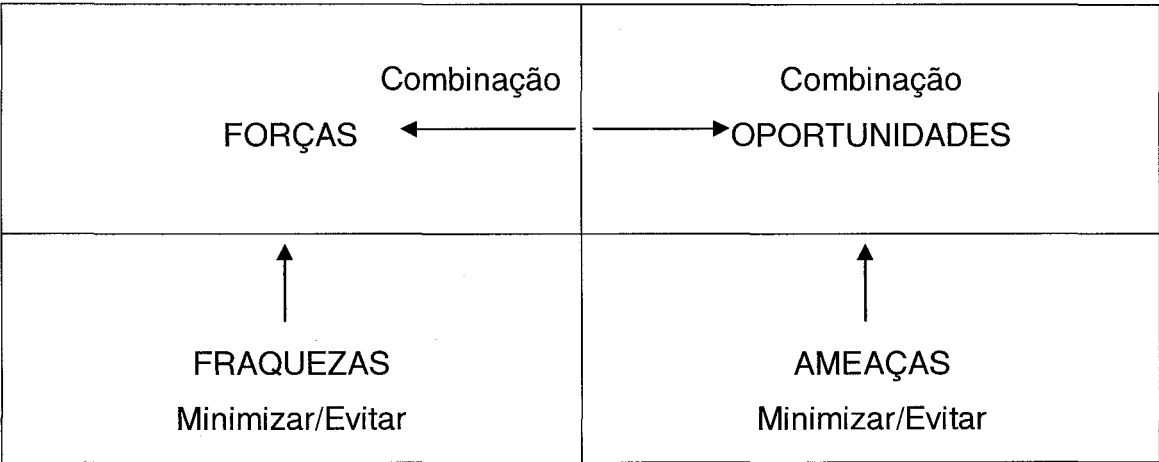 Combinação
FORÇAS
Combinação
OPORTUNIDADES
FRAQUEZAS
Minimizar/Evitar
AMEAÇAS
Minimizar/Evitar